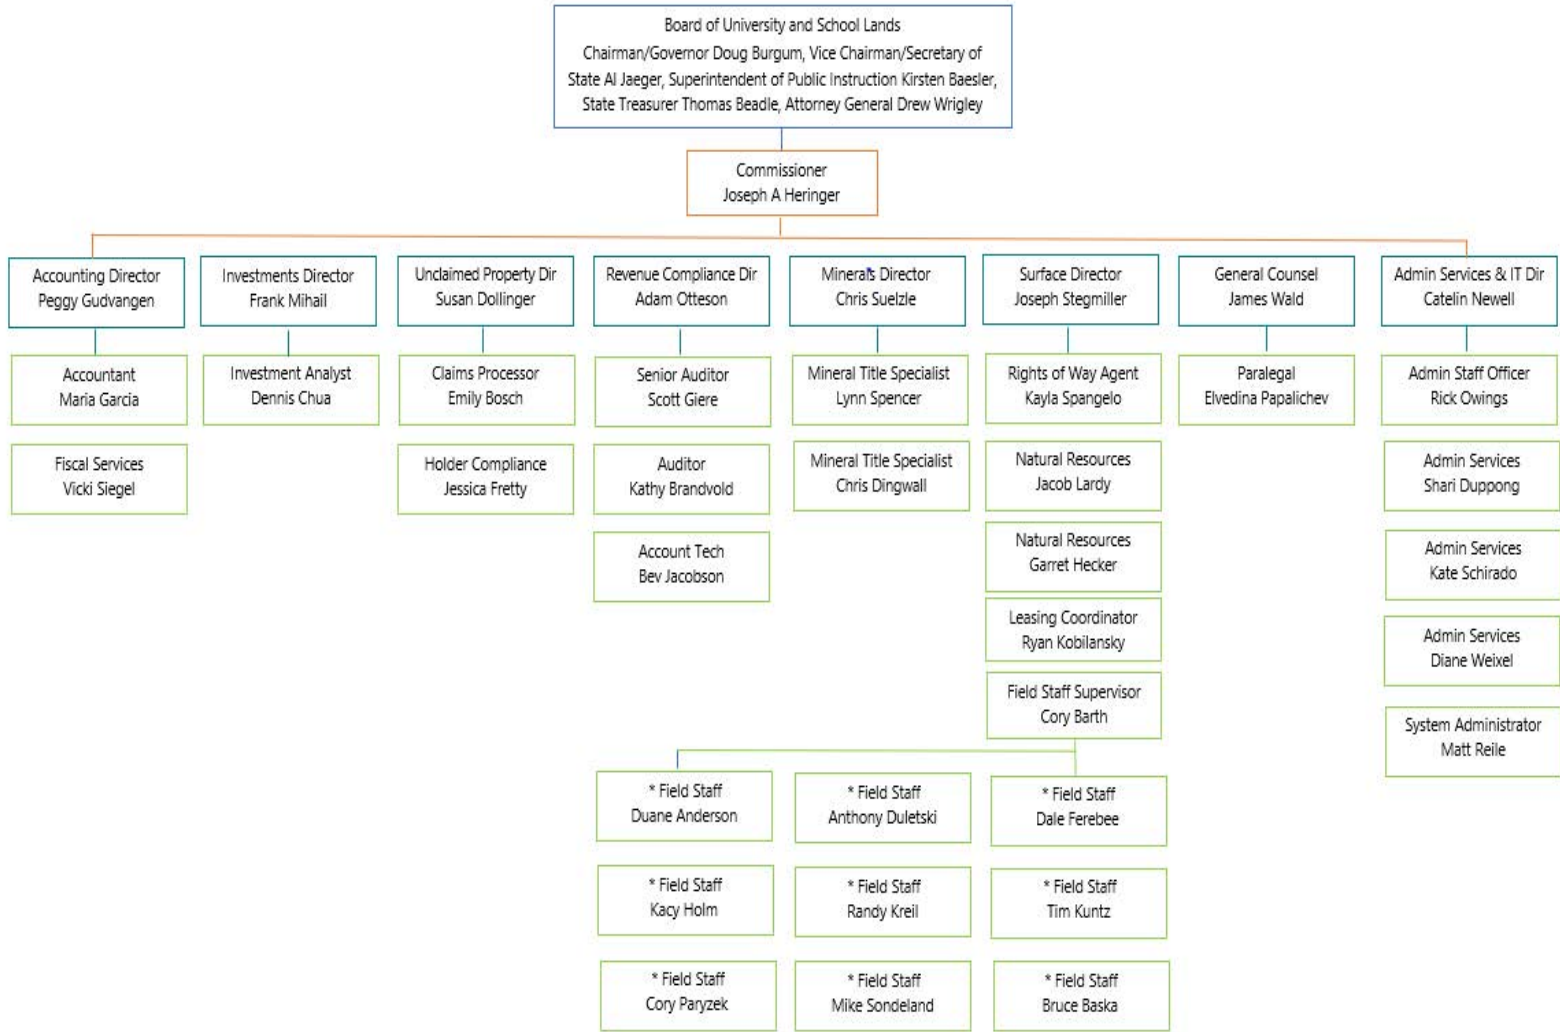 Board of University and School Lands
Chairman/Governor Doug Burgum, Vice Chairman/Secretary of
State Al Jaeger, Superintendent of Public Instruction Kirsten Baesler,
State Treasurer Thomas Beadle, Attorney General Drew Wrigley
Commissioner
Joseph A Heringer
Accounting Director
Peggy Gudvangen
Investments Director
Frank Mihail
Unclaimed Property Dir
Susan Dollinger
Revenue Compliance Dir
Adam Otteson
Minerals Director
Chris Suelzle
Surface Director
Joseph Stegmiller
General Counsel
James Wald
Admin Services & IT Dir
Catelin Newell
Accountant
Maria Garcia
Investment Analyst
Dennis Chua
Claims Processor
Emily Bosch
Senior Auditor
Scott Giere
Mineral Title Specialist
Lynn Spencer
Rights of Way Agent
Kayla Spangelo
Paralegal
Elvedina Papalichev
Admin Staff Officer
Rick Owings
Fiscal Services
Vicki Siegel
Holder Compliance
Jessica Fretty
Auditor
Kathy Brandvold
Mineral Title Specialist
Chris Dingwall
Natural Resources
Jacob Lardy
Admin Services
Shari Duppong
Account Tech
Bev Jacobson
Natural Resources
Garret Hecker
Admin Services
Kate Schirado
Leasing Coordinator
Ryan Kobilansky
Admin Services
Diane Weixel
Field Staff Supervisor
Cory Barth
System Administrator
Matt Reile
* Field Staff
Duane Anderson
* Field Staff
Anthony Duletski
* Field Staff
Dale Ferebee
* Field Staff
Kacy Holm
* Field Staff
Randy Kreil
* Field Staff
Tim Kuntz
* Field Staff
Cory Paryzek
* Field Staff
Mike Sondeland
* Field Staff
Bruce Baska